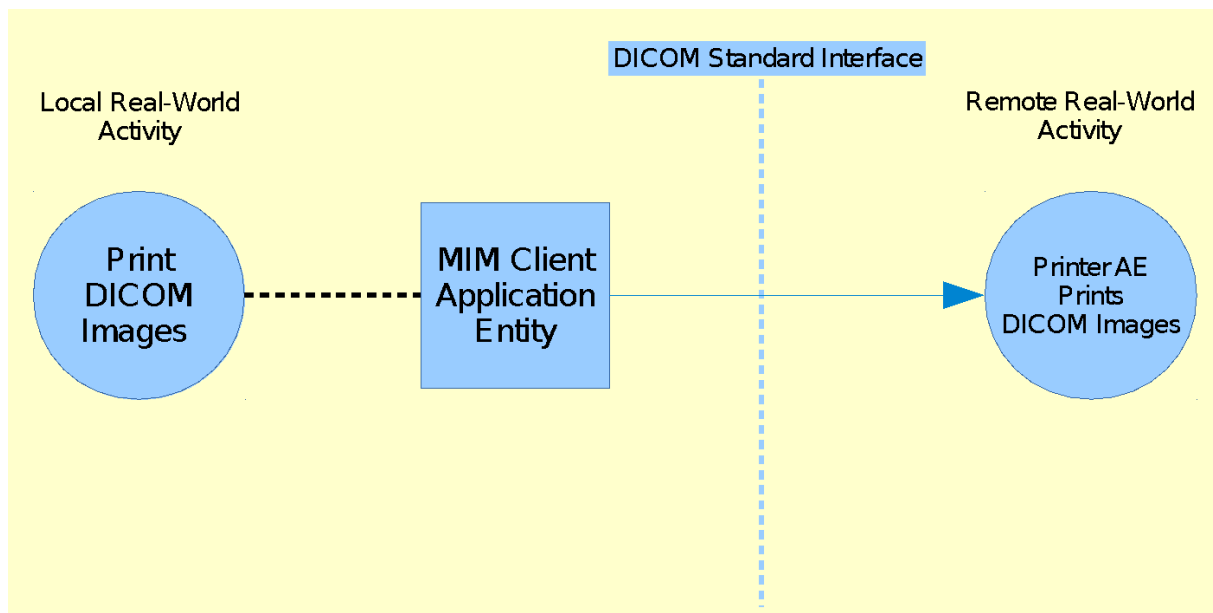 DICOM Standard Interface
Local Real-World
Activity
Remote Real-World
Activity
Print
DICOM
Images
MIM Client
Application
Entity
Printer AE
Prints
DICOM Images